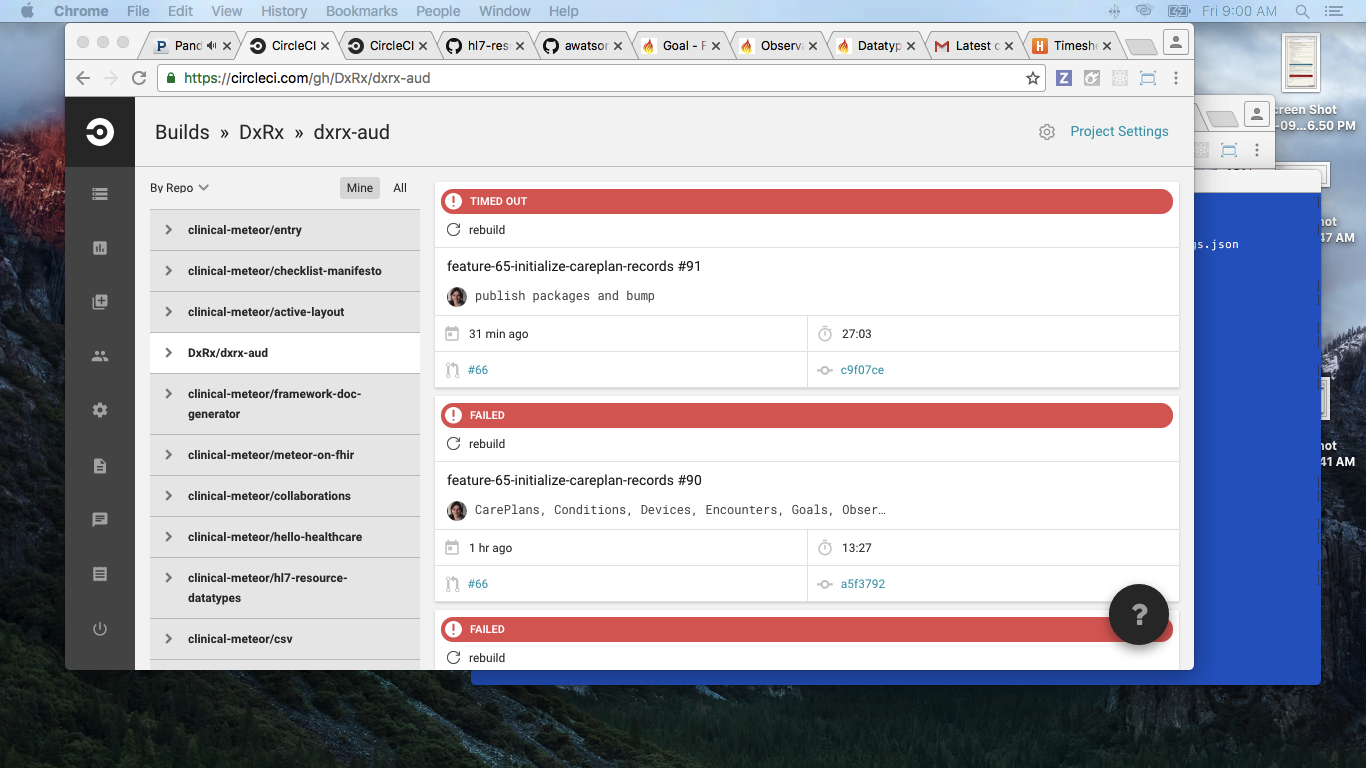 Chrome File Edit View History Bookmarks People Window Help Fri 9:00 AM
Pand CircleCI CircleCI hl7-res awatsor Goal - F Observ Datatyp Latest c Timesh
https://circleci.com/gh/DxRx/dxrx-aud
Builds » DxRx » dxrx-aud
Project Settings
By Repo Mine All
clinical-meteor/entry
clinical-meteor/checklist-manifesto
clinical-meteor/active-layout
DxRx/dxrx-aud
clinical-meteor/framework-doc-
generator
clinical-meteor/meteor-on-fhir
clinical-meteor/collaborations
clinical-meteor/hello-healthcare
clinical-meteor/hl7-resource-
datatypes
clinical-meteor/csv
TIMED OUT
rebuild
feature-65-initialize-careplan-records #91
publish packages and bump
31 min ago 27:03
#66 c9f07ce
FAILED
rebuild
feature-65-initialize-careplan-records #90
CarePlans, Conditions, Devices, Encounters, Goals, Obser…
1 hr ago 13:27
#66 a5f3792
FAILED
rebuild
?
creen Shot
-09...6.50 PM
not
47 AM
gs.json
not
41 AM